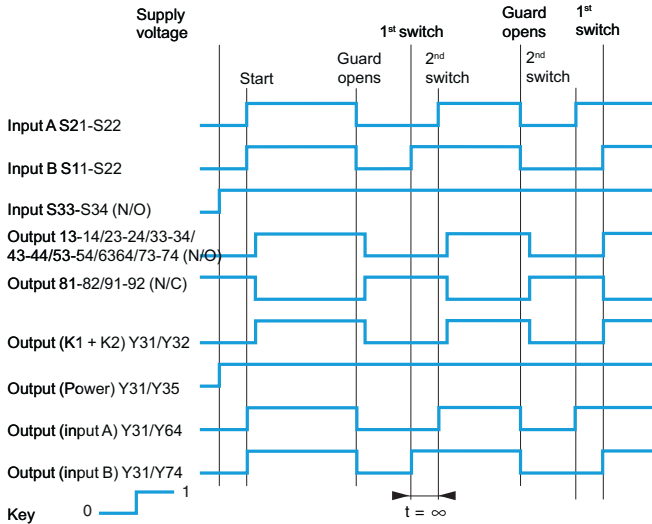 Supply
voltage
Start
Guard
opens
1st switch
2nd
switch
Guard
opens
2nd
switch
1st
switch
Input A S21-S22
Input B S11-S22
Input S33-S34 (N/O)
Output 13-14/23-24/33-34/
43-44/53-54/6364/73-74 (N/O)
Output 81-82/91-92 (N/C)
Output (K1 + K2) Y31/Y32
Output (Power) Y31/Y35
Output (input A) Y31/Y64
Output (input B) Y31/Y74
Key 0 1
t = ∞